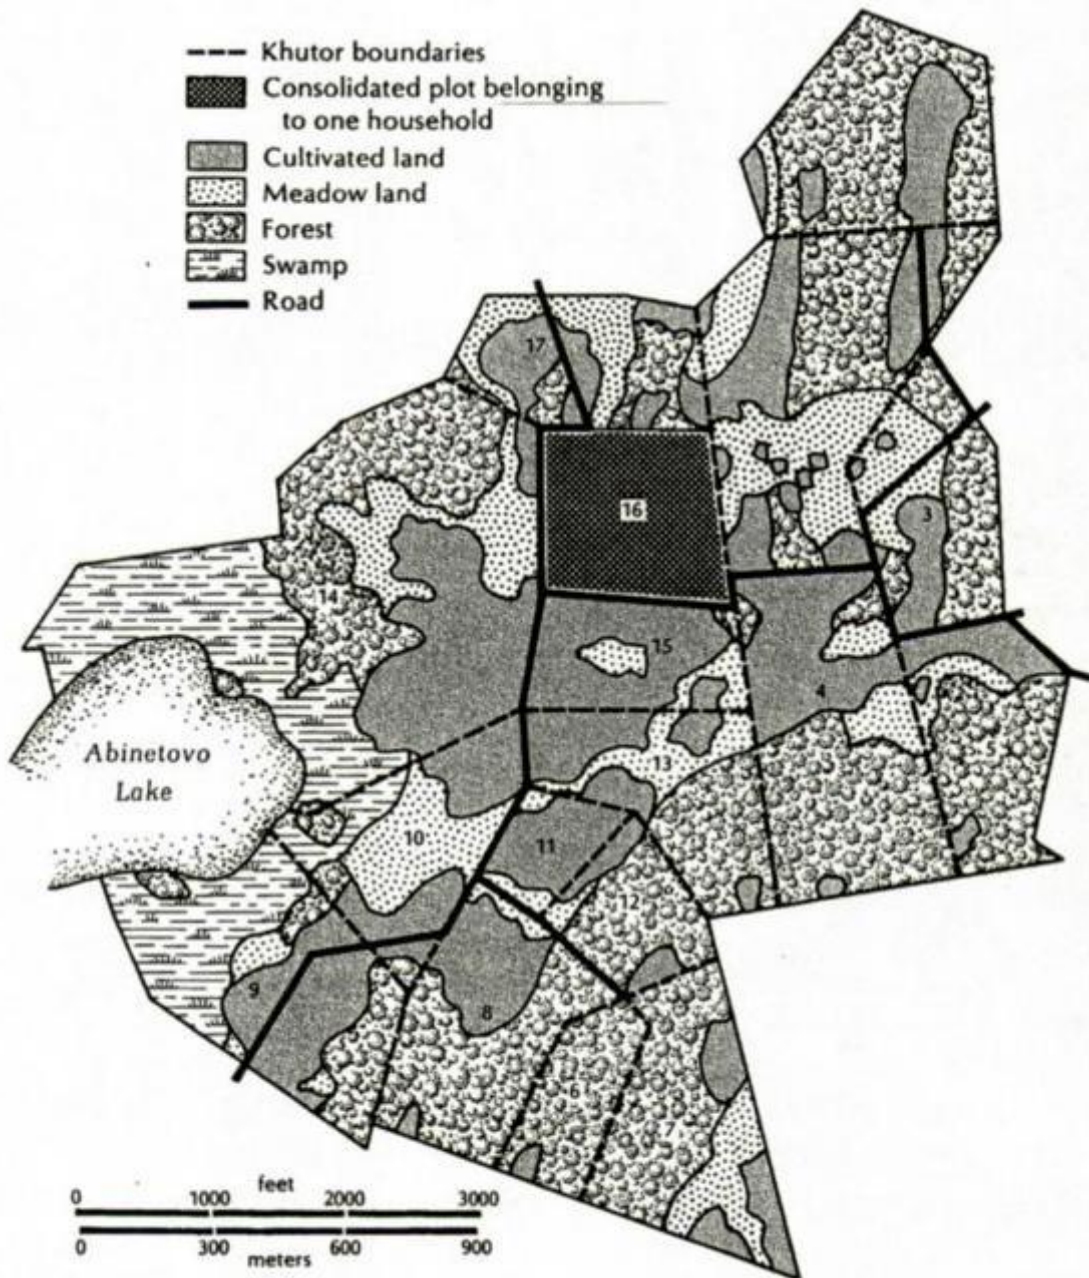 Khutor boundaries
Consolidated plot belonging
to one household
Cultivated land
Meadow land
Forest
Swamp
Road
1
17
16
3
14
15
4
Abinetovo
Lake
13
5
10
11
12
9
8
6
7
0 1000 feet 2000 3000
0 300 600 900
meters